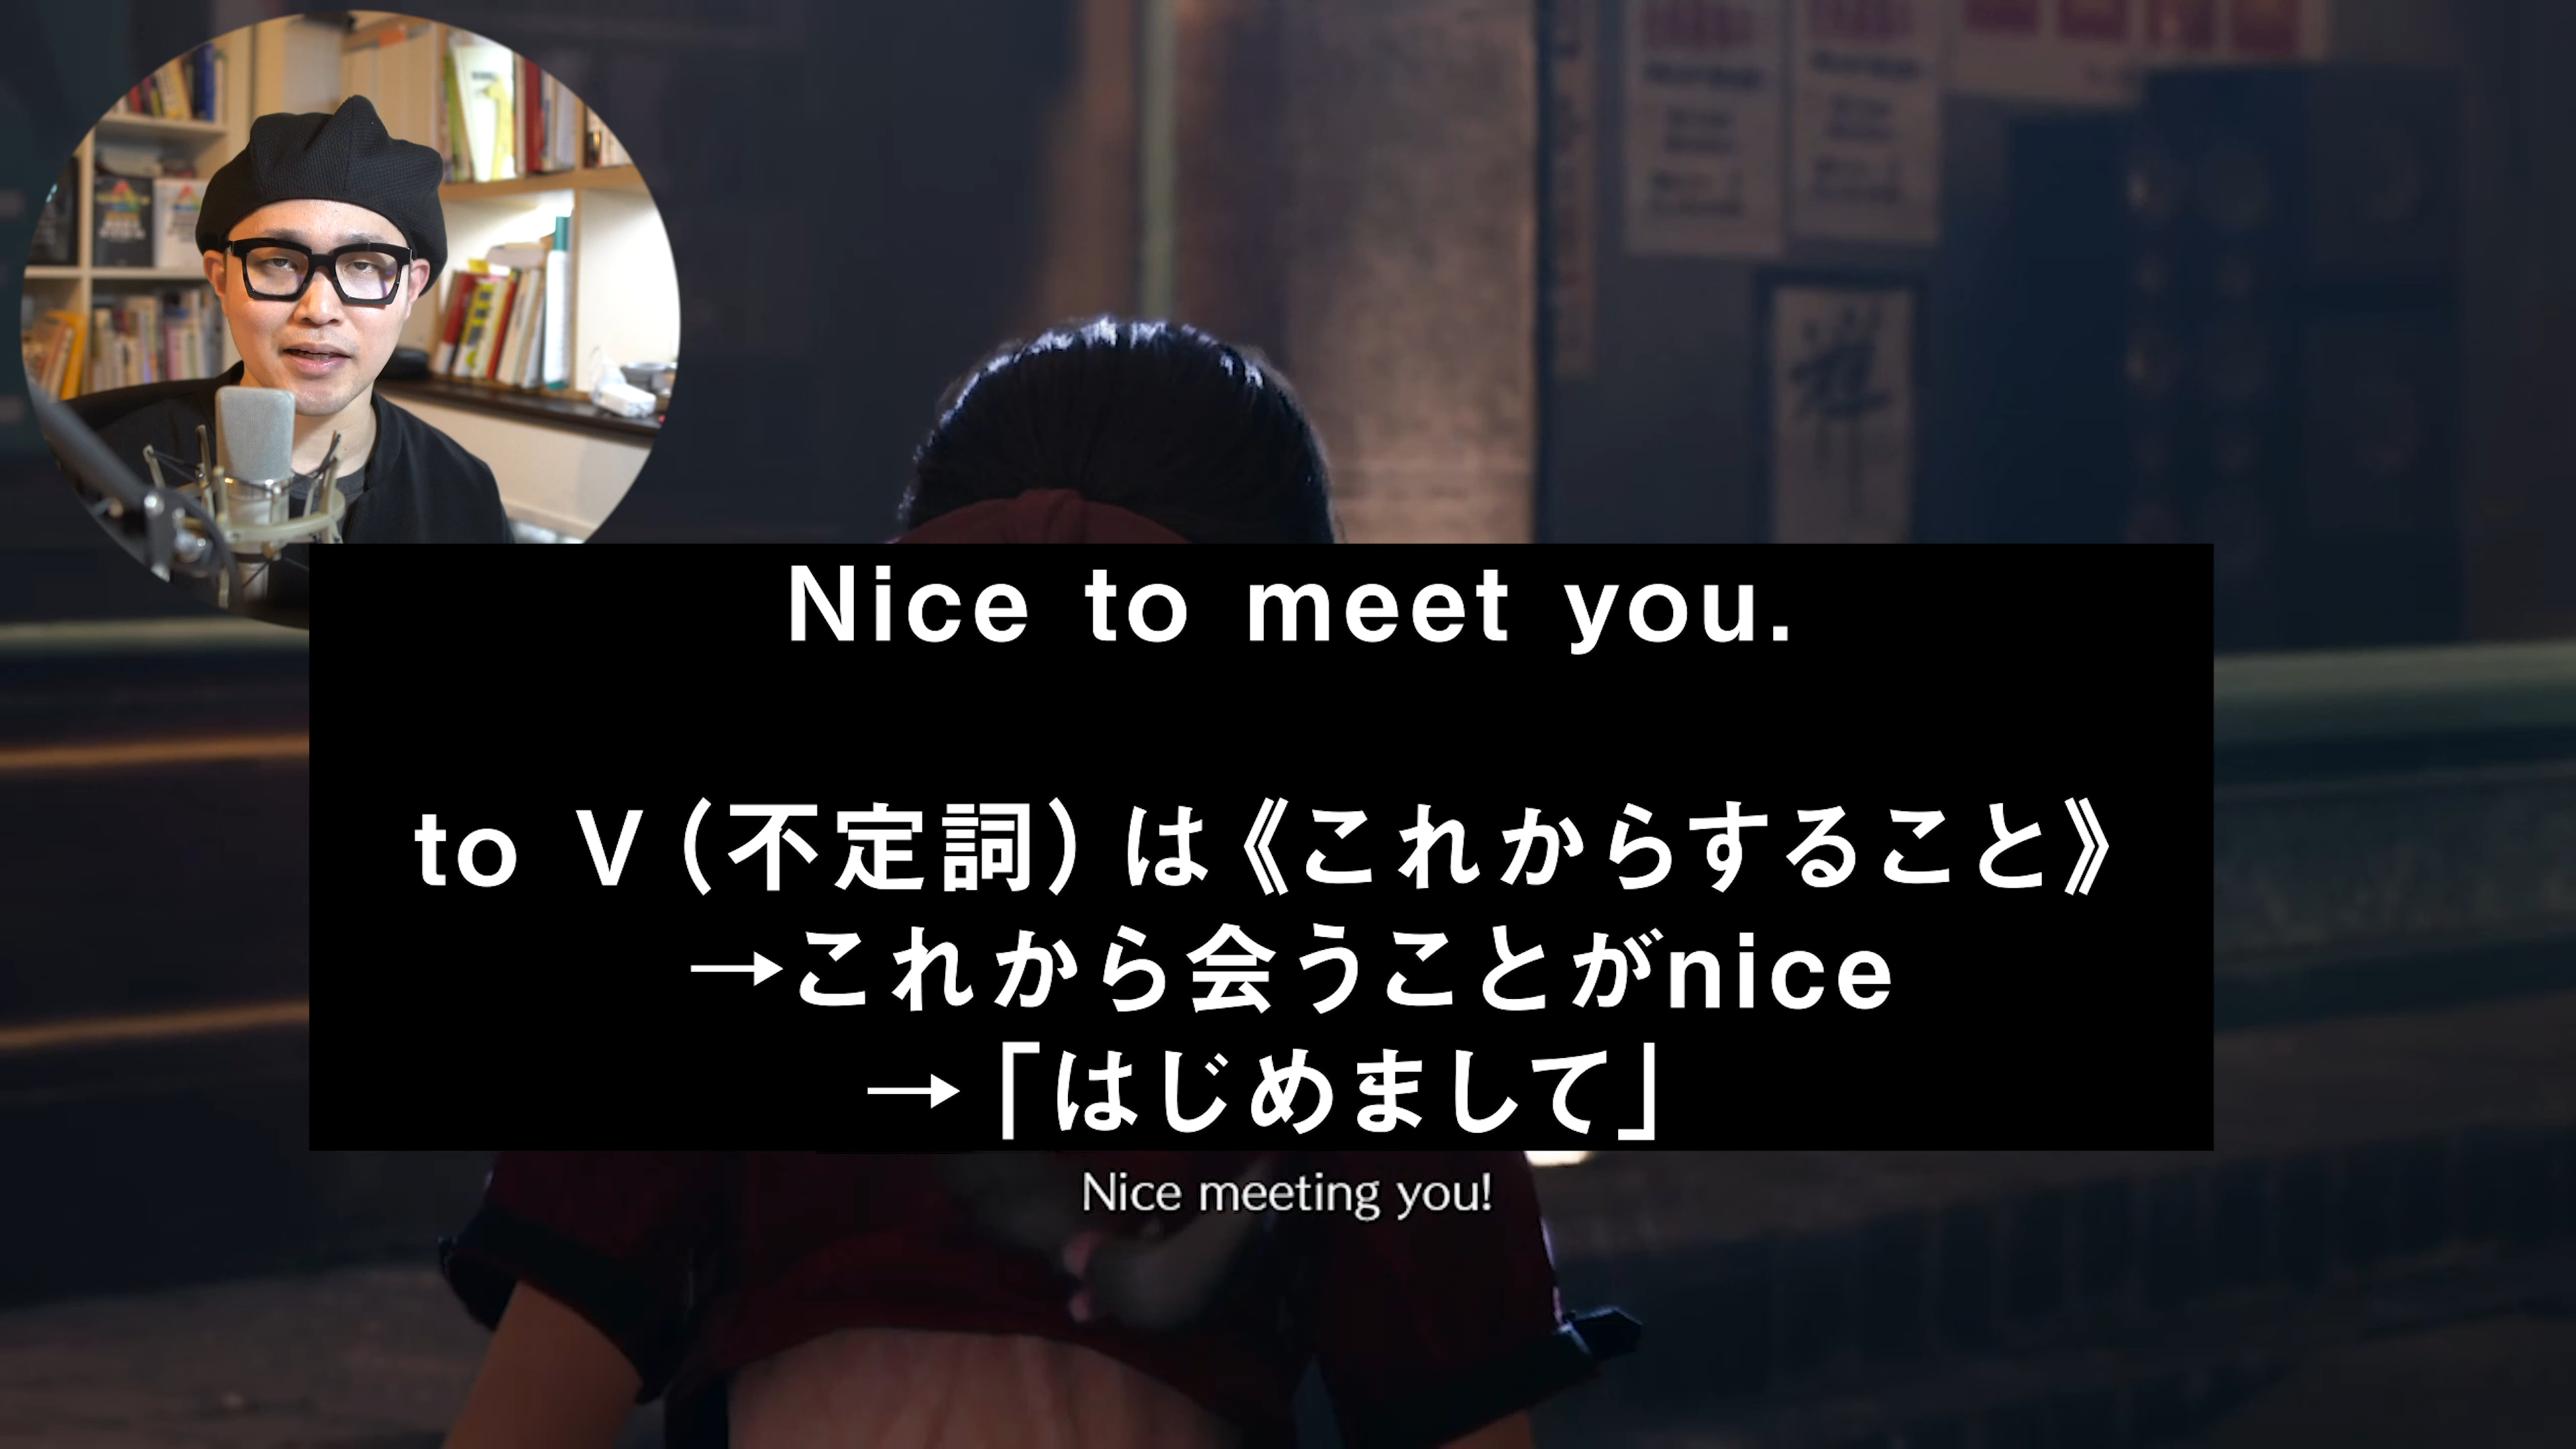 Nice to meet you.
to V（不定詞）は《これからすること》
→これから会うことがnice
→「はじめまして」
Nice meeting you!